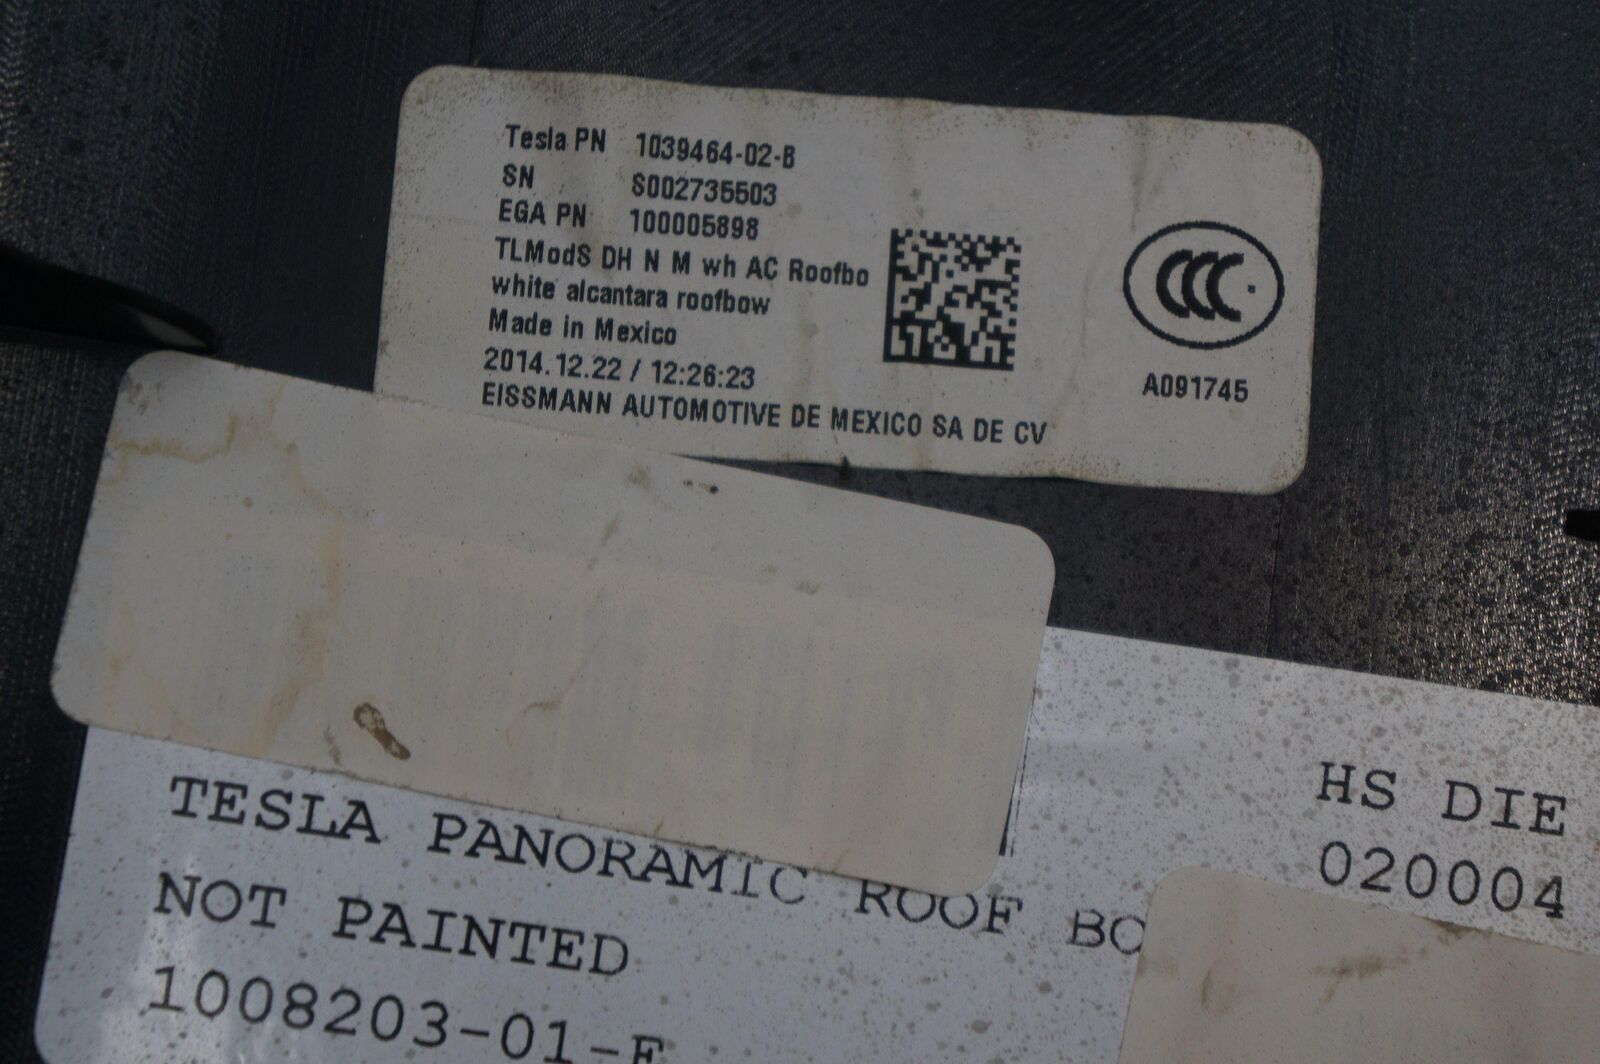 Tesla PN 1039464-02-B
SN S002735503
EGA PN 100005898
TLModS DH N M wh AC Roofbo
white alcantara roofbow
Made in Mexico
2014.12.22 / 12:26:23
EISSMANN AUTOMOTIVE DE MEXICO SA DE CV
CCC
A091745
HS DIE
020004
TESLA PANORAMIC ROOF BO
NOT PAINTED
1008203-01-